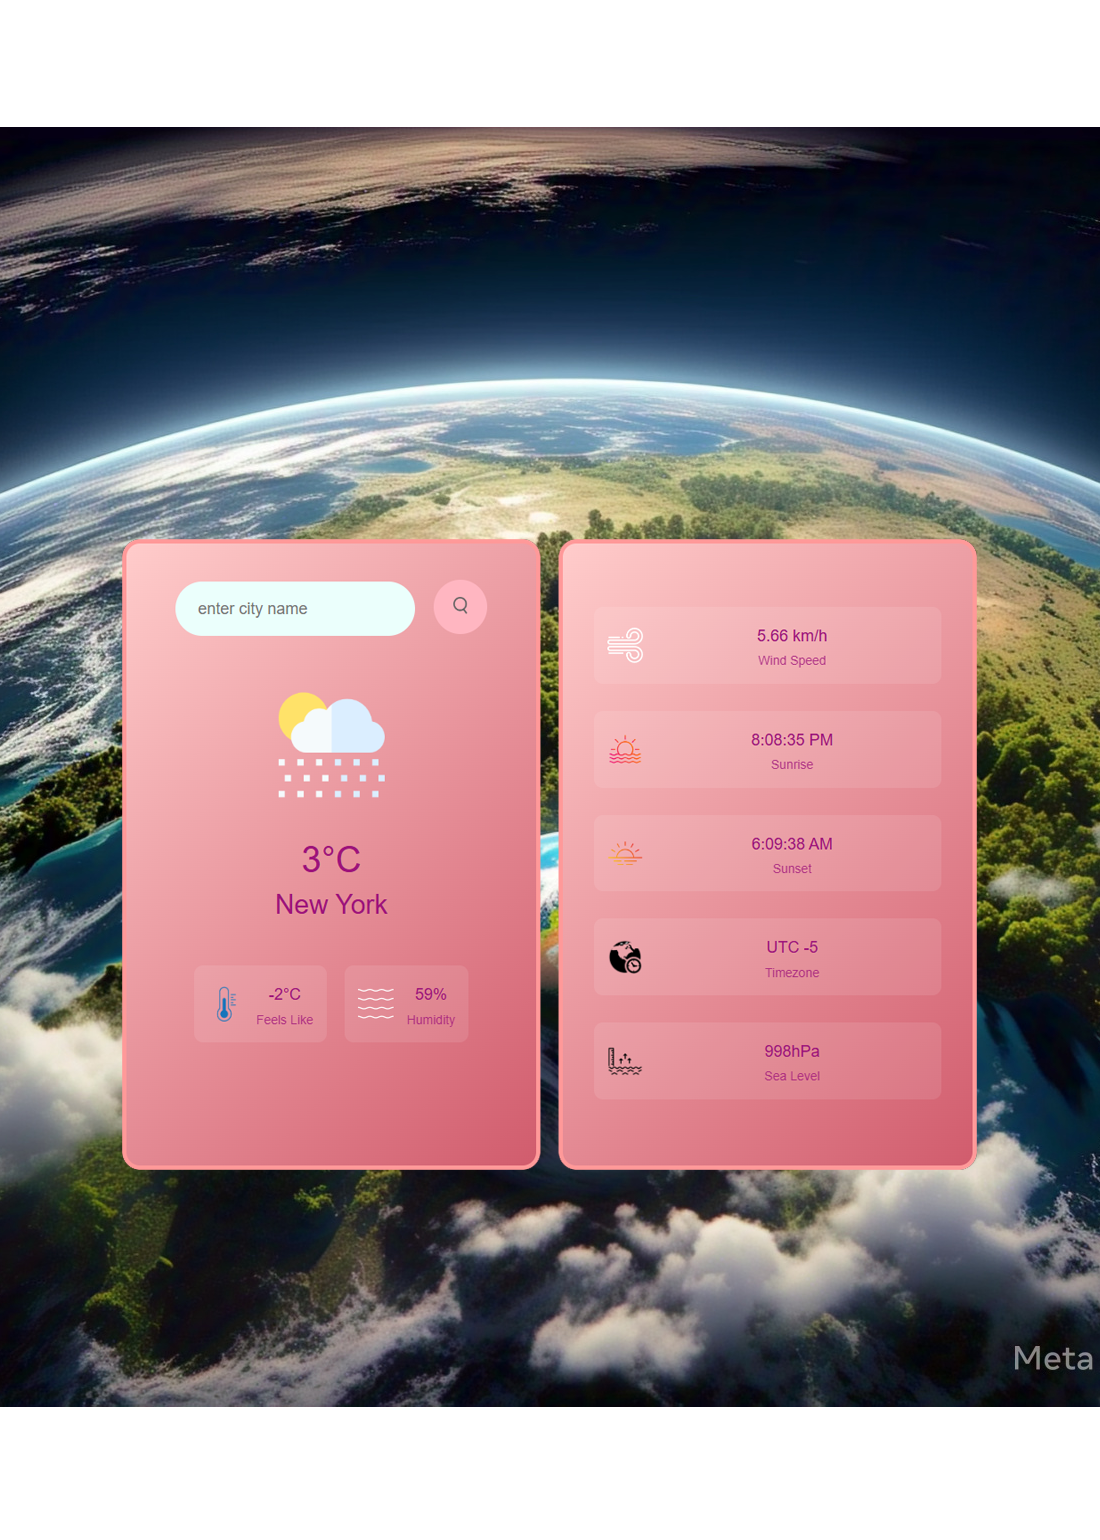 enter city name
3°C
New York
-2°C
Feels Like
59%
Humidity
5.66 km/h
Wind Speed
8:08:35 PM
Sunrise
6:09:38 AM
Sunset
UTC -5
Timezone
998hPa
Sea Level
Meta